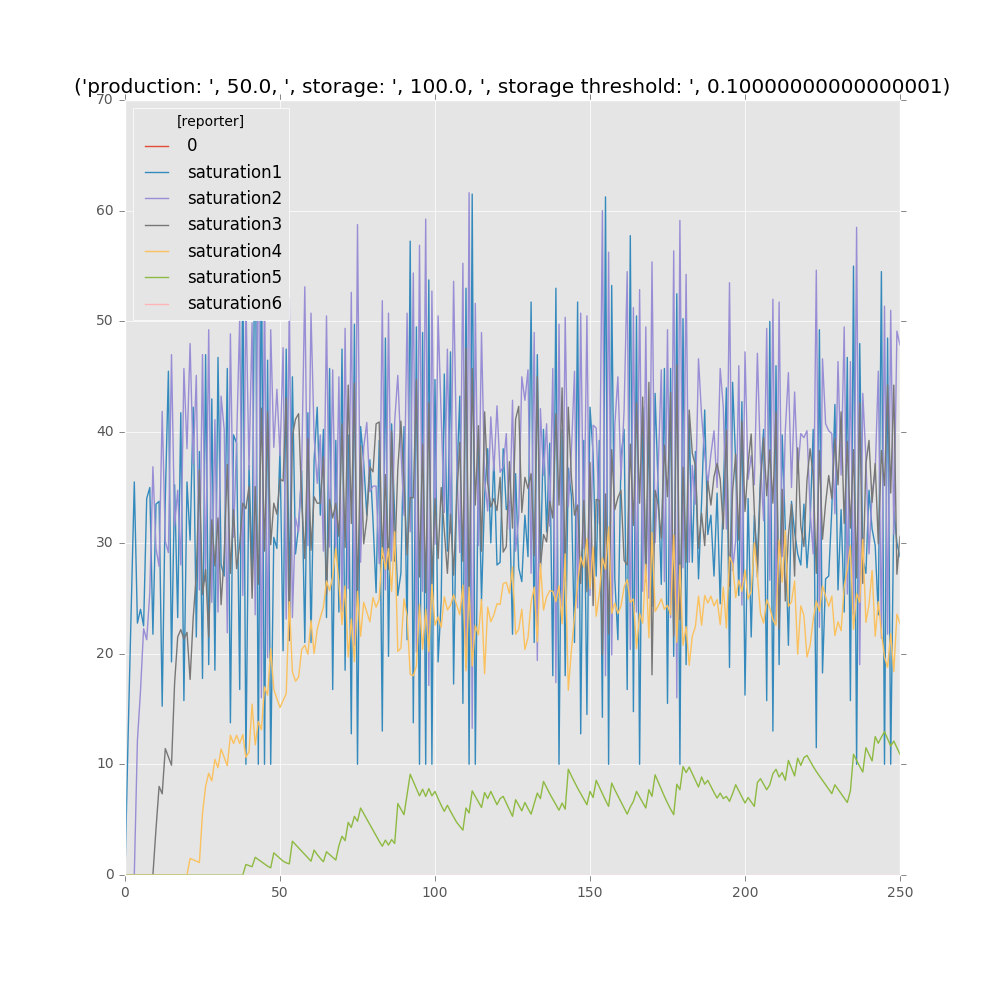 ('production: ', 50.0, ', storage: ', 100.0, ', storage threshold: ', 0.10000000000000001)
70
60
50
40
30
20
10
0
[reporter]
0
saturation1
saturation2
saturation3
saturation4
saturation5
saturation6
0 50 100 150 200 250